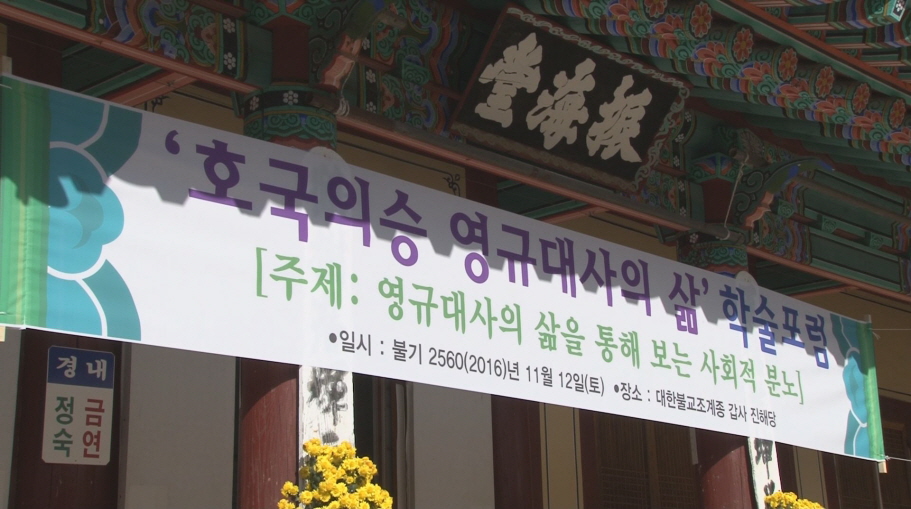 振海堂
'호국의승 영규대사의 삶' 학술포럼
[주제: 영규대사의 삶을 통해 보는 사회적 분노]
●일시 : 불기 2560(2016)년 11월 12일(토) ●장소 : 대한불교조계종 갑사 진해당
경내
정숙
금연